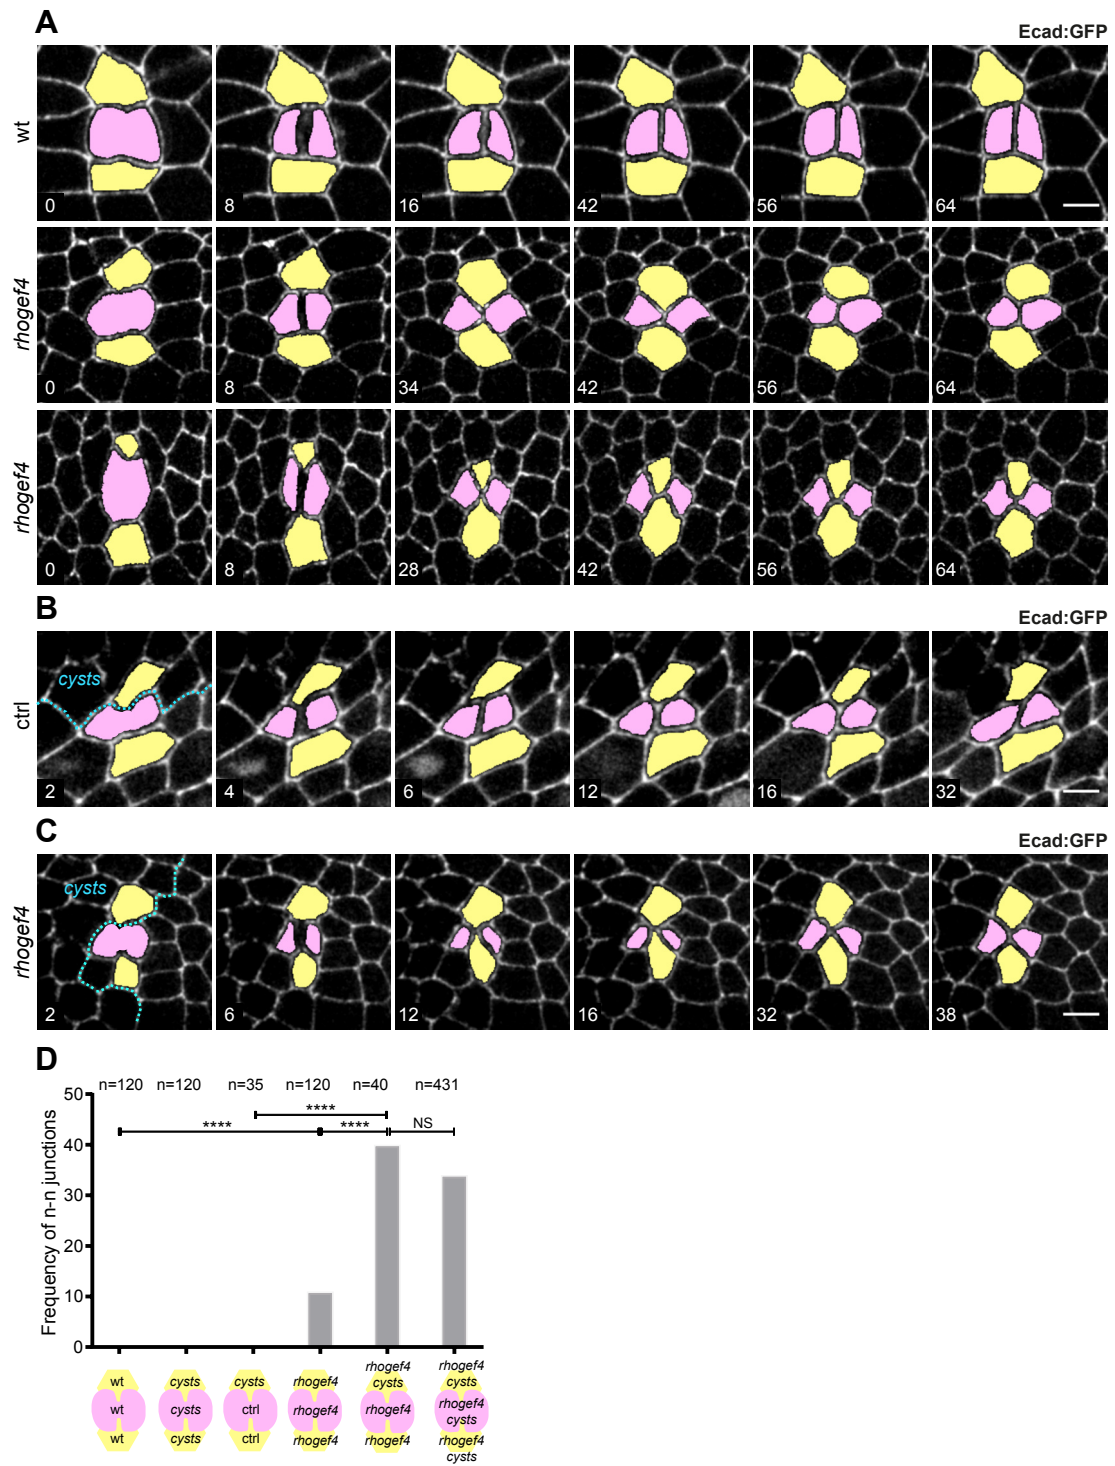 A
Ecad:GFP
wt
0 8 16 42 56 64
rhogef4
0 8 34 42 56 64
rhogef4
0 8 28 42 56 64
B
Ecad:GFP
ctrl
cysts
2 4 6 12 16 32
C
Ecad:GFP
rhogef4
cysts
2 6 12 16 32 38
D
n=120 n=120 n=35 n=120 n=40 n=431
Frequency of n-n junctions
50
40
30
20
10
0
****
**** **** NS
wt cysts cysts rhogef4 rhogef4 cysts rhogef4 cysts
wt cysts ctrl rhogef4 rhogef4 rhogef4 cysts
wt cysts ctrl rhogef4 rhogef4 rhogef4 cysts